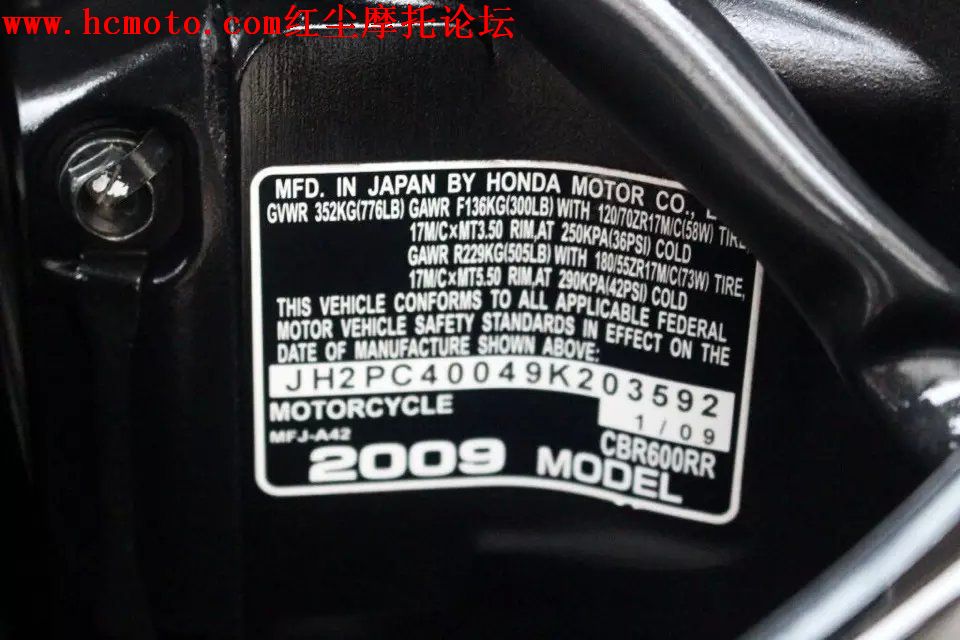 www.hcmoto.com红尘摩托论坛
MFD. IN JAPAN BY HONDA MOTOR CO.,
GVWR 352KG(776LB) GAWR F136KG(300LB) WITH 120/70ZR17M/C(58W) TIRE,
17M/C×MT3.50 RIM,AT 250KPA(36PSI) COLD
GAWR R229KG(505LB) WITH 180/55ZR17M/C(73W) TIRE,
17M/C×MT5.50 RIM,AT 290KPA(42PSI) COLD
THIS VEHICLE CONFORMS TO ALL APPLICABLE FEDERAL
MOTOR VEHICLE SAFETY STANDARDS IN EFFECT ON THE
DATE OF MANUFACTURE SHOWN ABOVE:
JH2PC40049K203592
MOTORCYCLE 1/09
MFJ-A42 CBR600RR
2009 MODEL